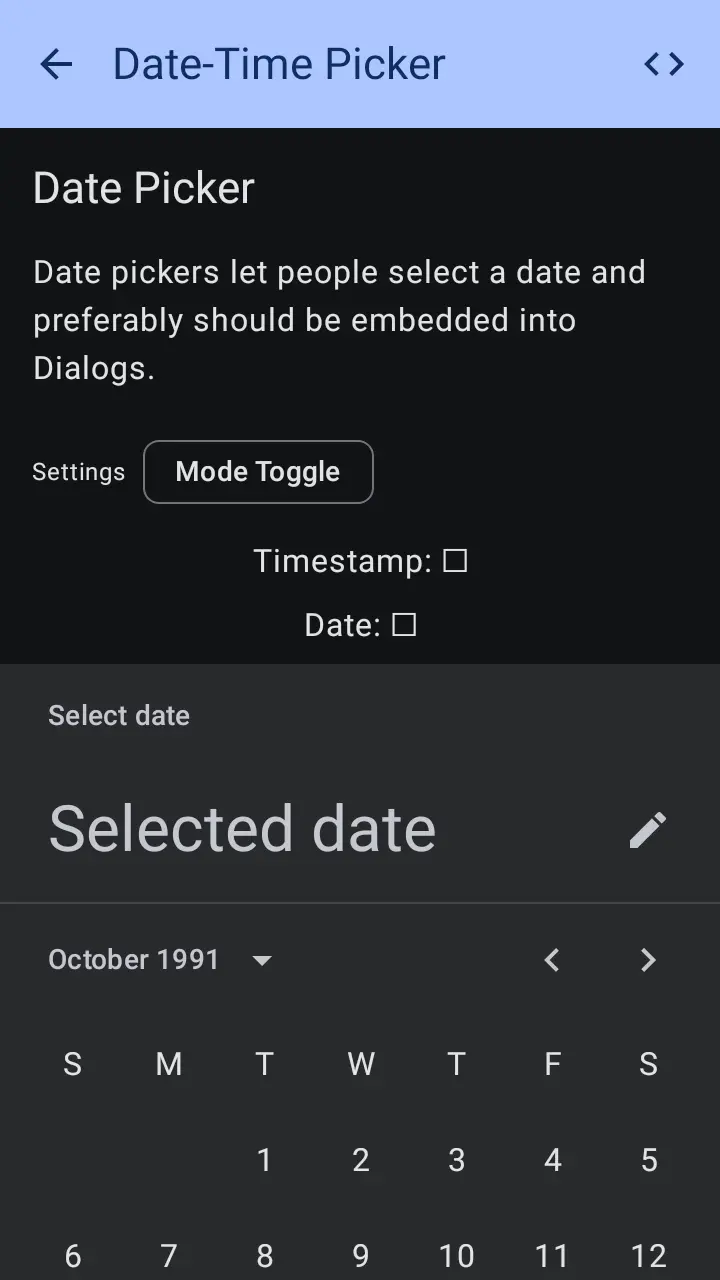 Date-Time Picker
Date Picker
Date pickers let people select a date and
preferably should be embedded into
Dialogs.
Settings Mode Toggle
Timestamp: □
Date: □
Select date
Selected date
October 1991
S M T W T F S
1 2 3 4 5
6 7 8 9 10 11 12